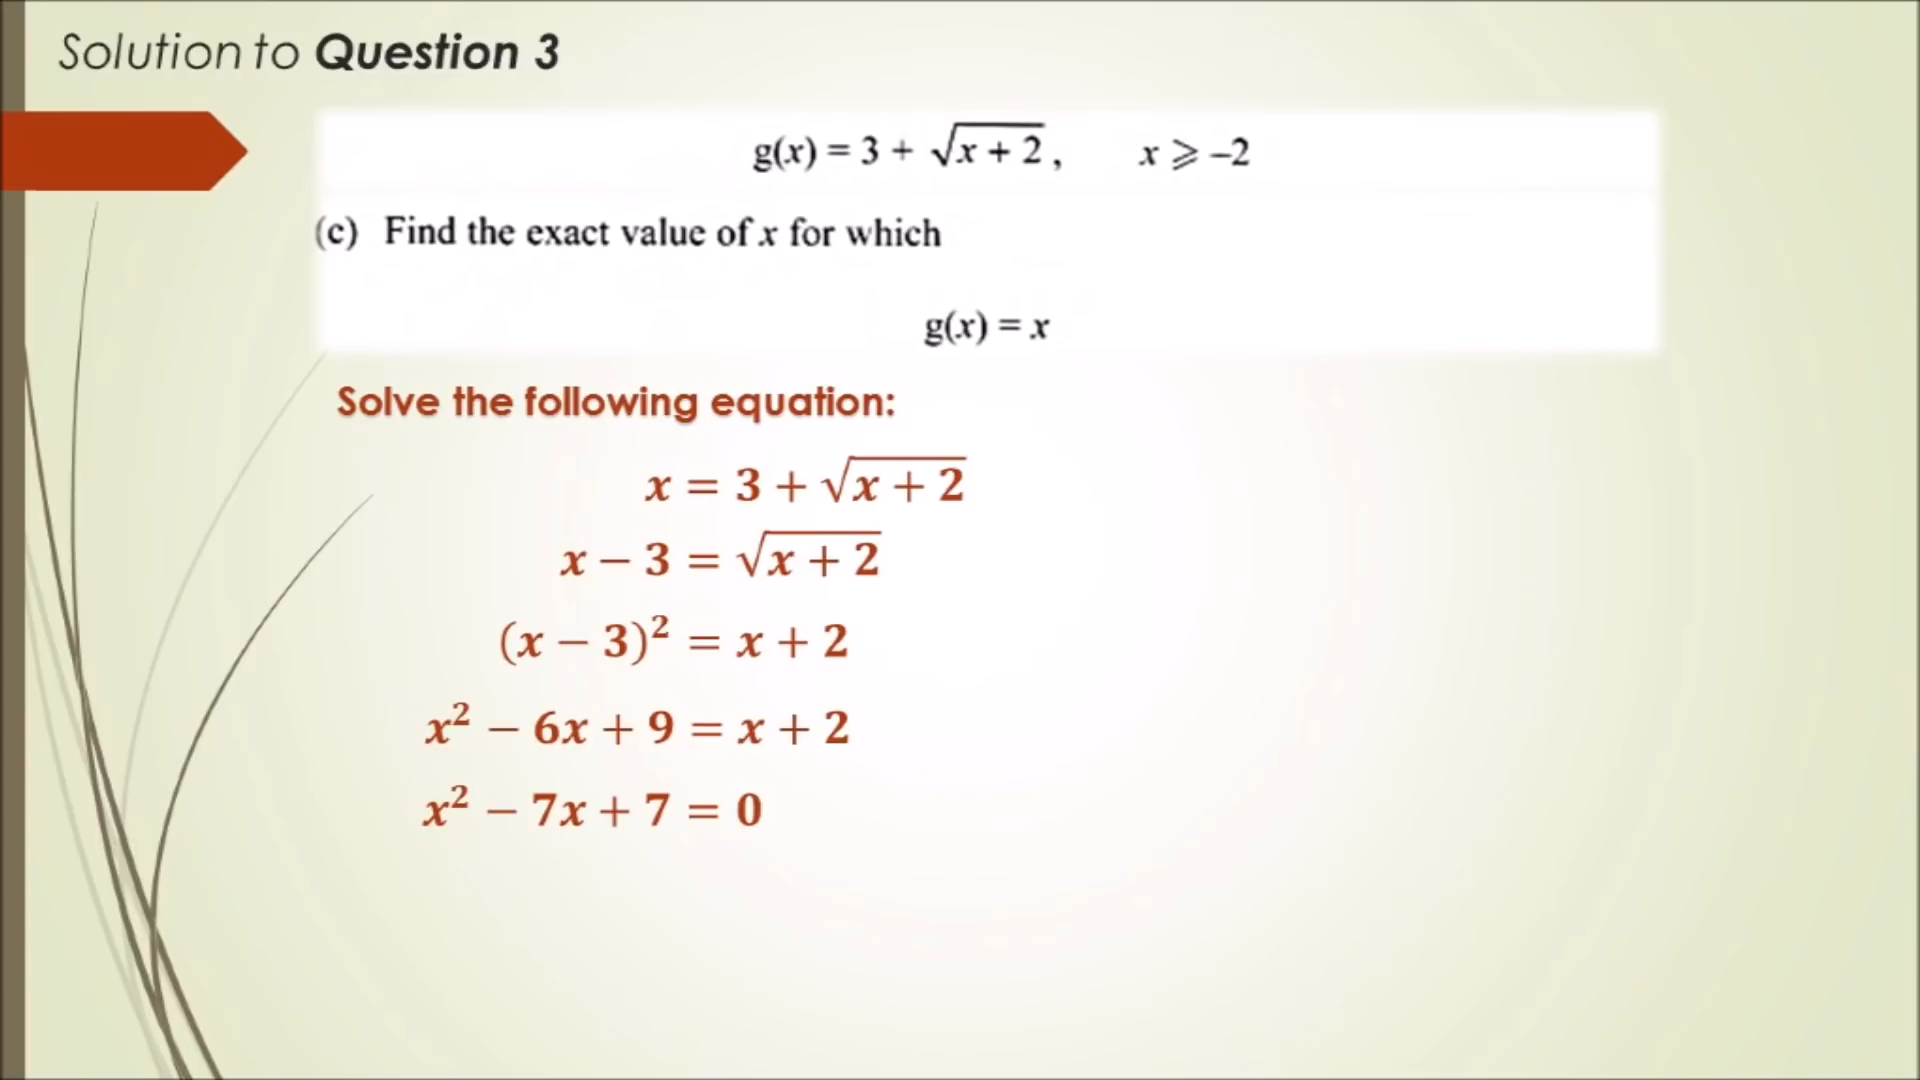 Solution to Question 3
g(x) = 3 + √(x + 2) ,    x ⩾ –2
(c) Find the exact value of x for which
g(x) = x
Solve the following equation:
x = 3 + √(x + 2)
x − 3 = √(x + 2)
(x − 3)² = x + 2
x² − 6x + 9 = x + 2
x² − 7x + 7 = 0